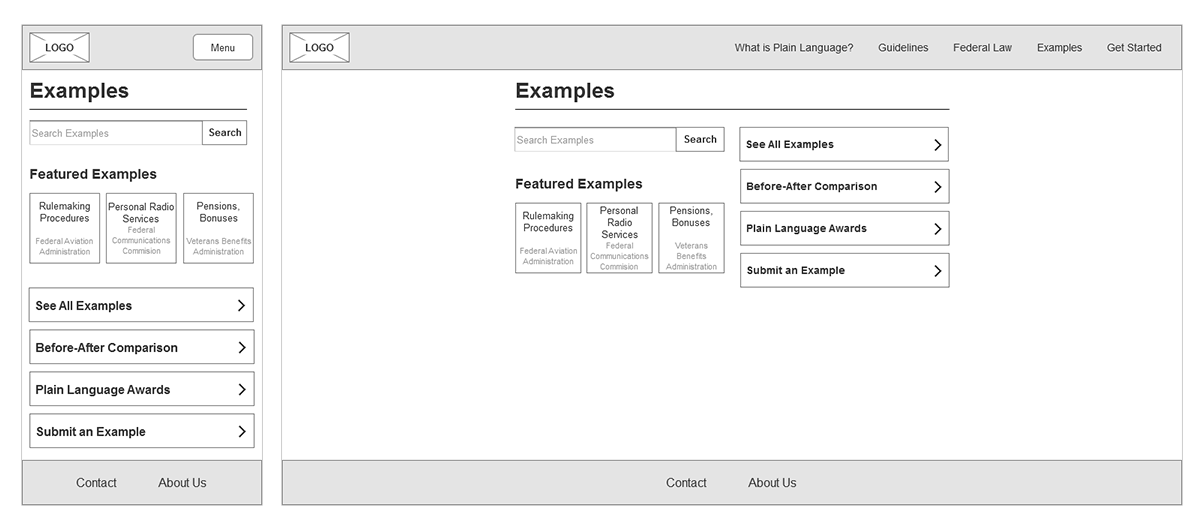 LOGO
Menu
Examples
Search Examples
Search
Featured Examples
Rulemaking
Procedures
Federal Aviation
Administration
Personal Radio
Services
Federal
Communications
Commision
Pensions,
Bonuses
Veterans Benefits
Administration
See All Examples
Before-After Comparison
Plain Language Awards
Submit an Example
Contact
About Us
LOGO
What is Plain Language?
Guidelines
Federal Law
Examples
Get Started
Examples
Search Examples
Search
Featured Examples
Rulemaking
Procedures
Federal Aviation
Administration
Personal
Radio
Services
Federal
Communications
Commision
Pensions,
Bonuses
Veterans
Benefits
Administration
See All Examples
Before-After Comparison
Plain Language Awards
Submit an Example
Contact
About Us